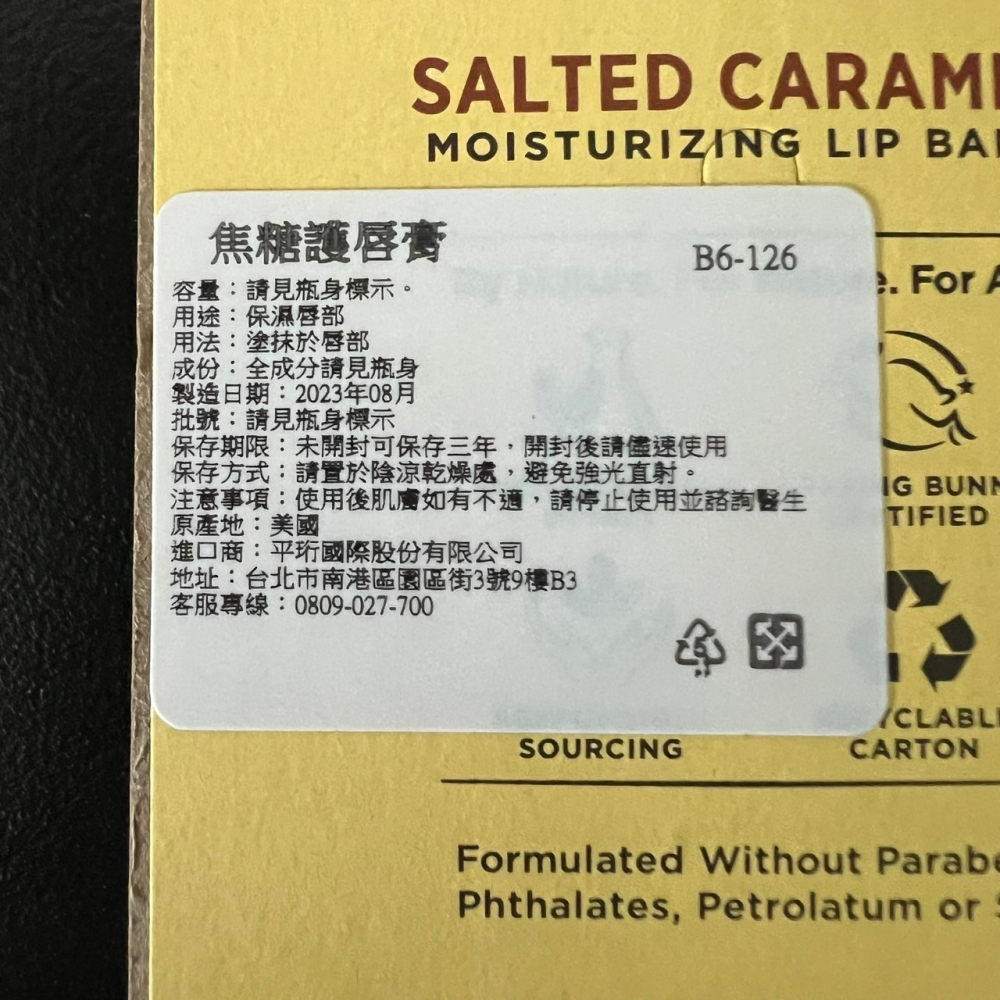 SALTED CARAM
MOISTURIZING LIP BA
焦糖護唇膏
B6-126
容量：請見瓶身標示。
用途：保濕唇部
用法：塗抹於唇部
成份：全成分請見瓶身
製造日期：2023年08月
批號：請見瓶身標示
保存期限：未開封可保存三年，開封後請儘速使用
保存方式：請置於陰涼乾燥處，避免強光直射。
注意事項：使用後肌膚如有不適，請停止使用並諮詢醫生
原產地：美國
進口商：平珩國際股份有限公司
地址：台北市南港區園區街3號9樓B3
客服專線：0809-027-700
5
e. For A
NG BUNN
TIFIED
YCLABL
CARTON
SOURCING
Formulated Without Parabe
Phthalates, Petrolatum or S